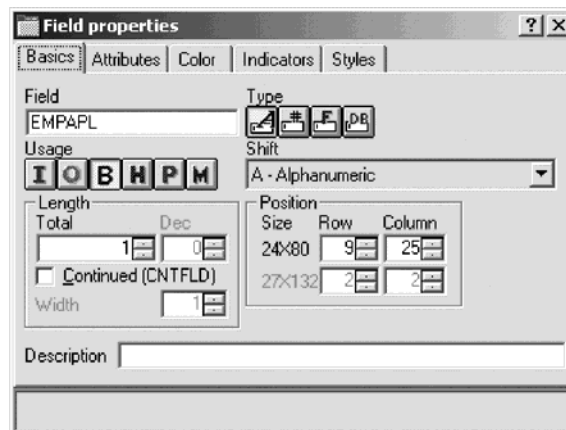 Field properties
? X
Basics Attributes Color Indicators Styles
Field Type
EMPAPL A # F DB
Usage Shift
I O B H P M A - Alphanumeric
Length Position
Total Dec Size Row Column
1 0 24X80 9 25
Continued (CNTFLD) 27X132 2 2
Width 1
Description